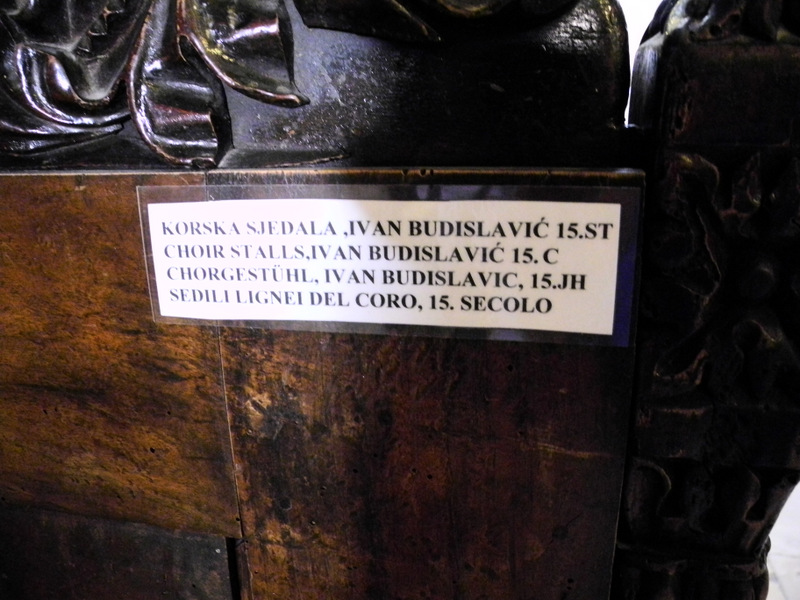 KORSKA SJEDALA ,IVAN BUDISLAVIĆ 15.ST
CHOIR STALLS,IVAN BUDISLAVIĆ 15. C
CHORGESTÜHL, IVAN BUDISLAVIC, 15.JH
SEDILI LIGNEI DEL CORO, 15. SECOLO